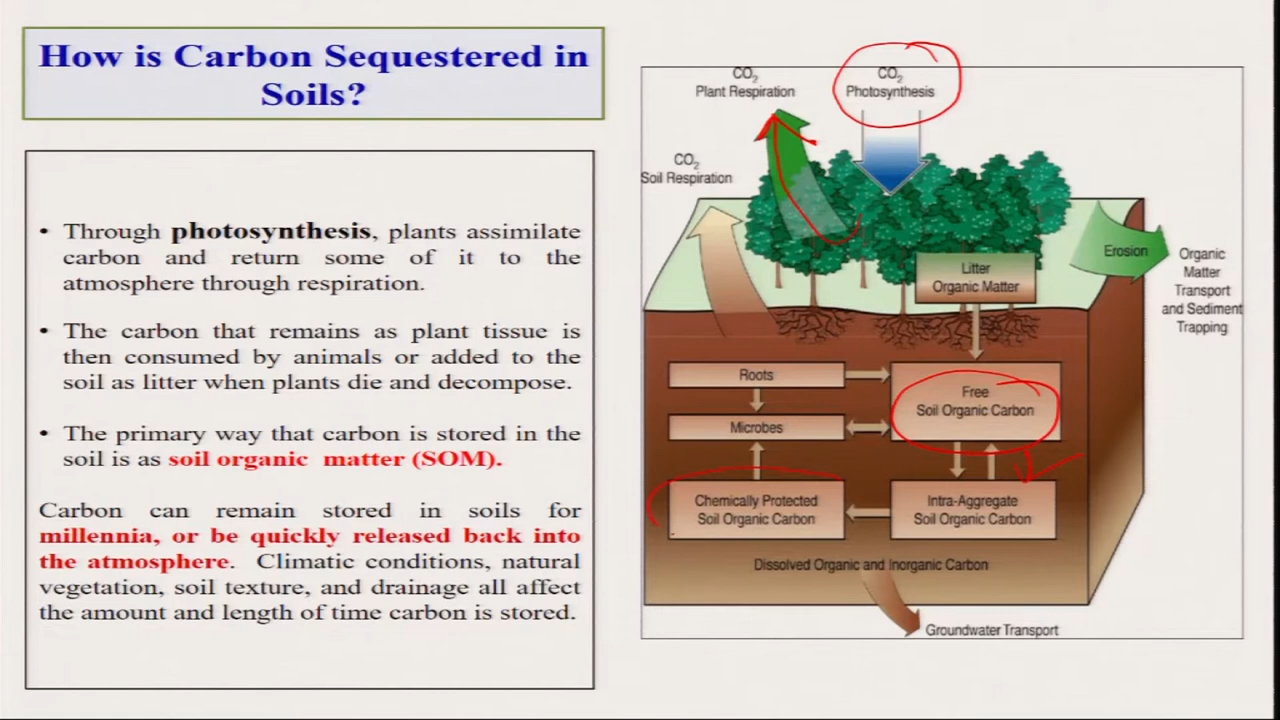 How is Carbon Sequestered in
Soils?
• Through photosynthesis, plants assimilate
carbon and return some of it to the
atmosphere through respiration.
• The carbon that remains as plant tissue is
then consumed by animals or added to the
soil as litter when plants die and decompose.
• The primary way that carbon is stored in the
soil is as soil organic matter (SOM).
Carbon can remain stored in soils for
millennia, or be quickly released back into
the atmosphere. Climatic conditions, natural
vegetation, soil texture, and drainage all affect
the amount and length of time carbon is stored.
CO₂
Plant Respiration
CO₂
Photosynthesis
CO₂
Soil Respiration
Erosion
Organic
Matter
Transport
and Sediment
Trapping
Litter
Organic Matter
Roots
Free
Soil Organic Carbon
Microbes
Chemically Protected
Soil Organic Carbon
Intra-Aggregate
Soil Organic Carbon
Dissolved Organic and Inorganic Carbon
Groundwater Transport